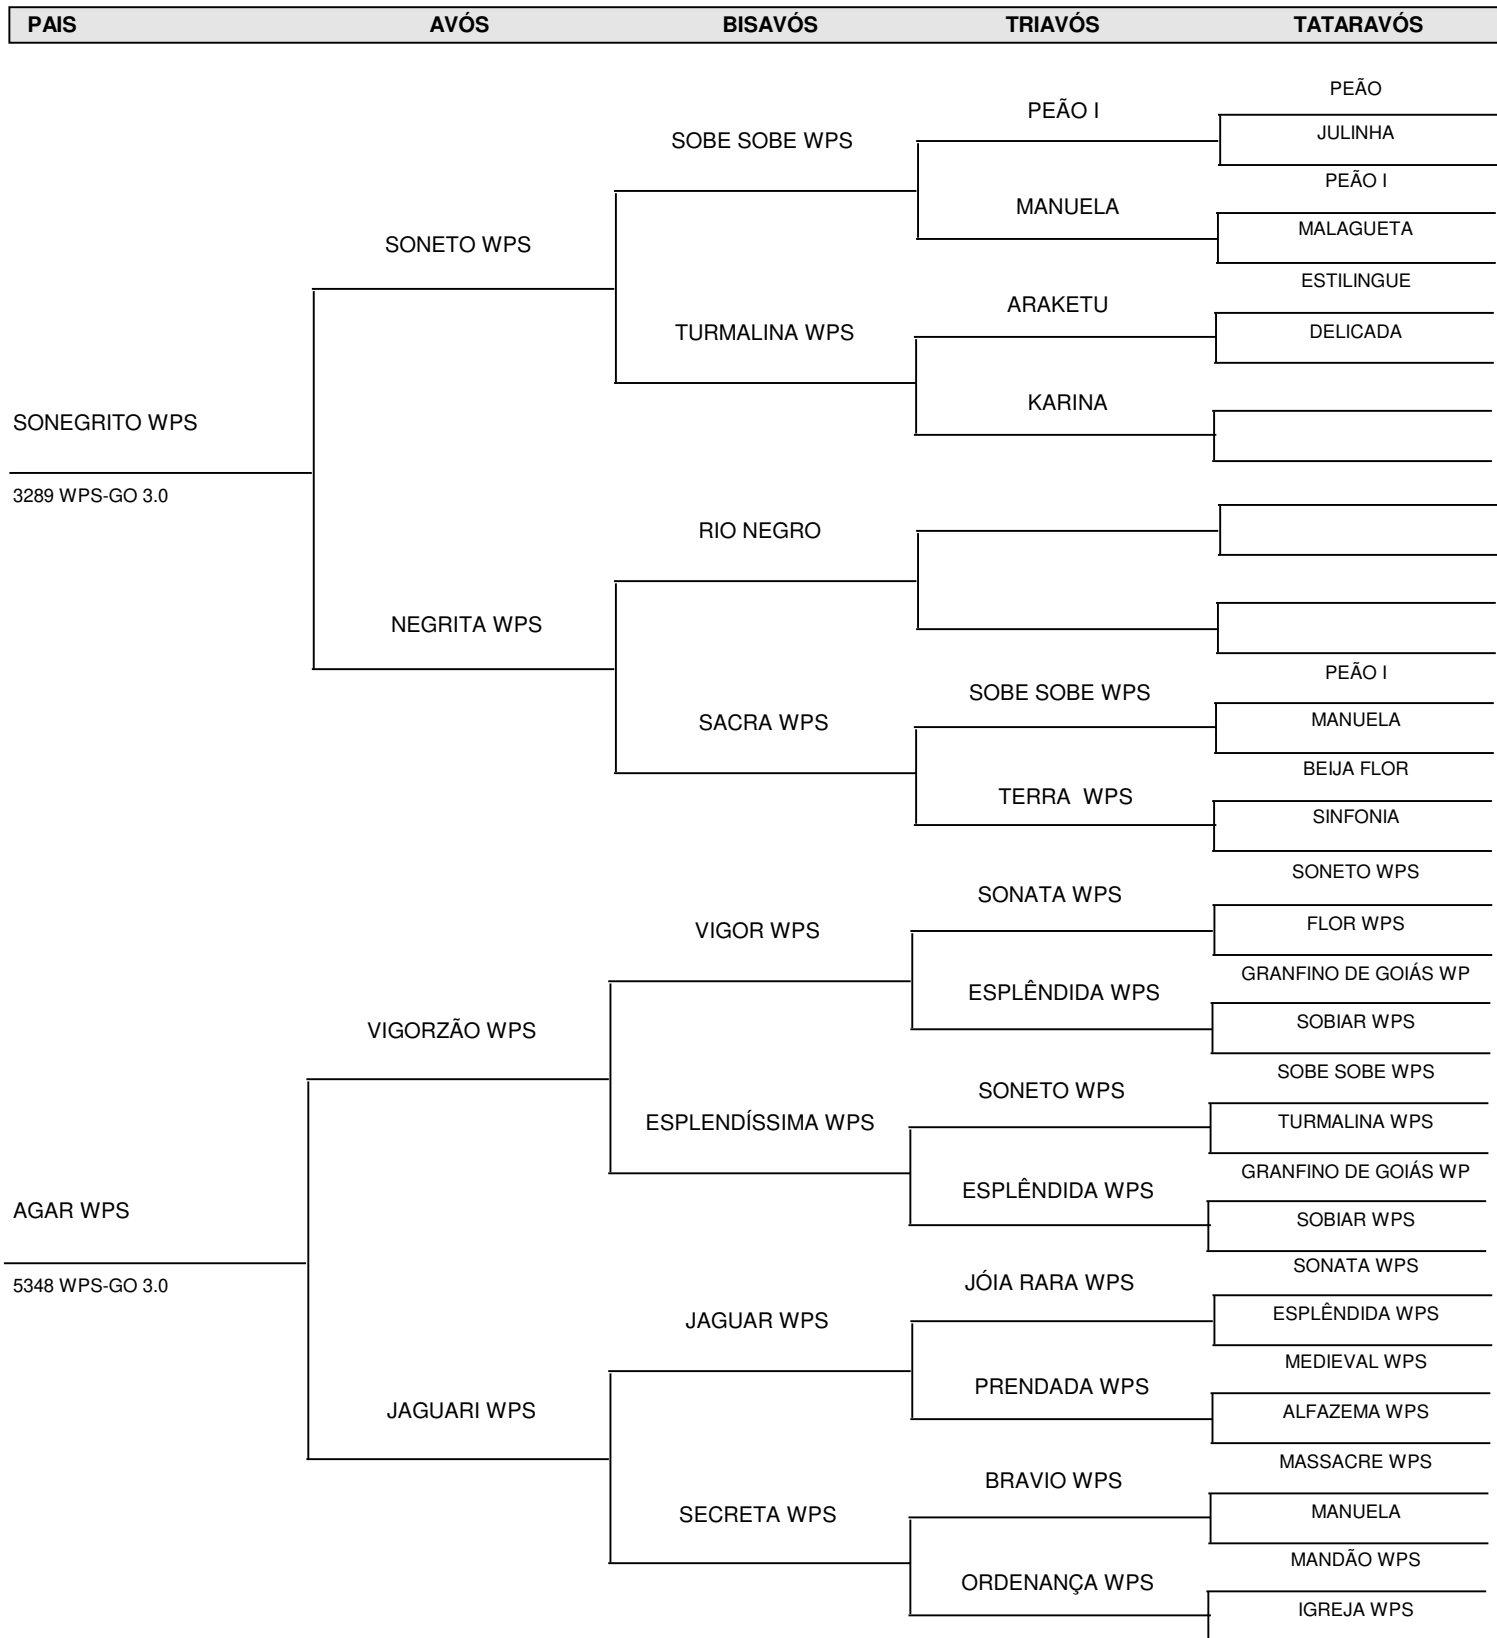 PAIS AVÓS BISAVÓS TRIAVÓS TATARAVÓS
PEÃO
PEÃO I
JULINHA
SOBE SOBE WPS
PEÃO I
MANUELA
MALAGUETA
SONETO WPS
ESTILINGUE
ARAKETU
TURMALINA WPS
DELICADA
KARINA
SONEGRITO WPS
3289 WPS-GO 3.0
RIO NEGRO
NEGRITA WPS
PEÃO I
SOBE SOBE WPS
SACRA WPS
MANUELA
BEIJA FLOR
TERRA  WPS
SINFONIA
SONETO WPS
SONATA WPS
VIGOR WPS
FLOR WPS
GRANFINO DE GOIÁS WP
ESPLÊNDIDA WPS
SOBIAR WPS
VIGORZÃO WPS
SOBE SOBE WPS
SONETO WPS
ESPLENDÍSSIMA WPS
TURMALINA WPS
GRANFINO DE GOIÁS WP
ESPLÊNDIDA WPS
AGAR WPS
SOBIAR WPS
SONATA WPS
5348 WPS-GO 3.0
JÓIA RARA WPS
JAGUAR WPS
ESPLÊNDIDA WPS
MEDIEVAL WPS
PRENDADA WPS
JAGUARI WPS
ALFAZEMA WPS
MASSACRE WPS
BRAVIO WPS
SECRETA WPS
MANUELA
MANDÃO WPS
ORDENANÇA WPS
IGREJA WPS